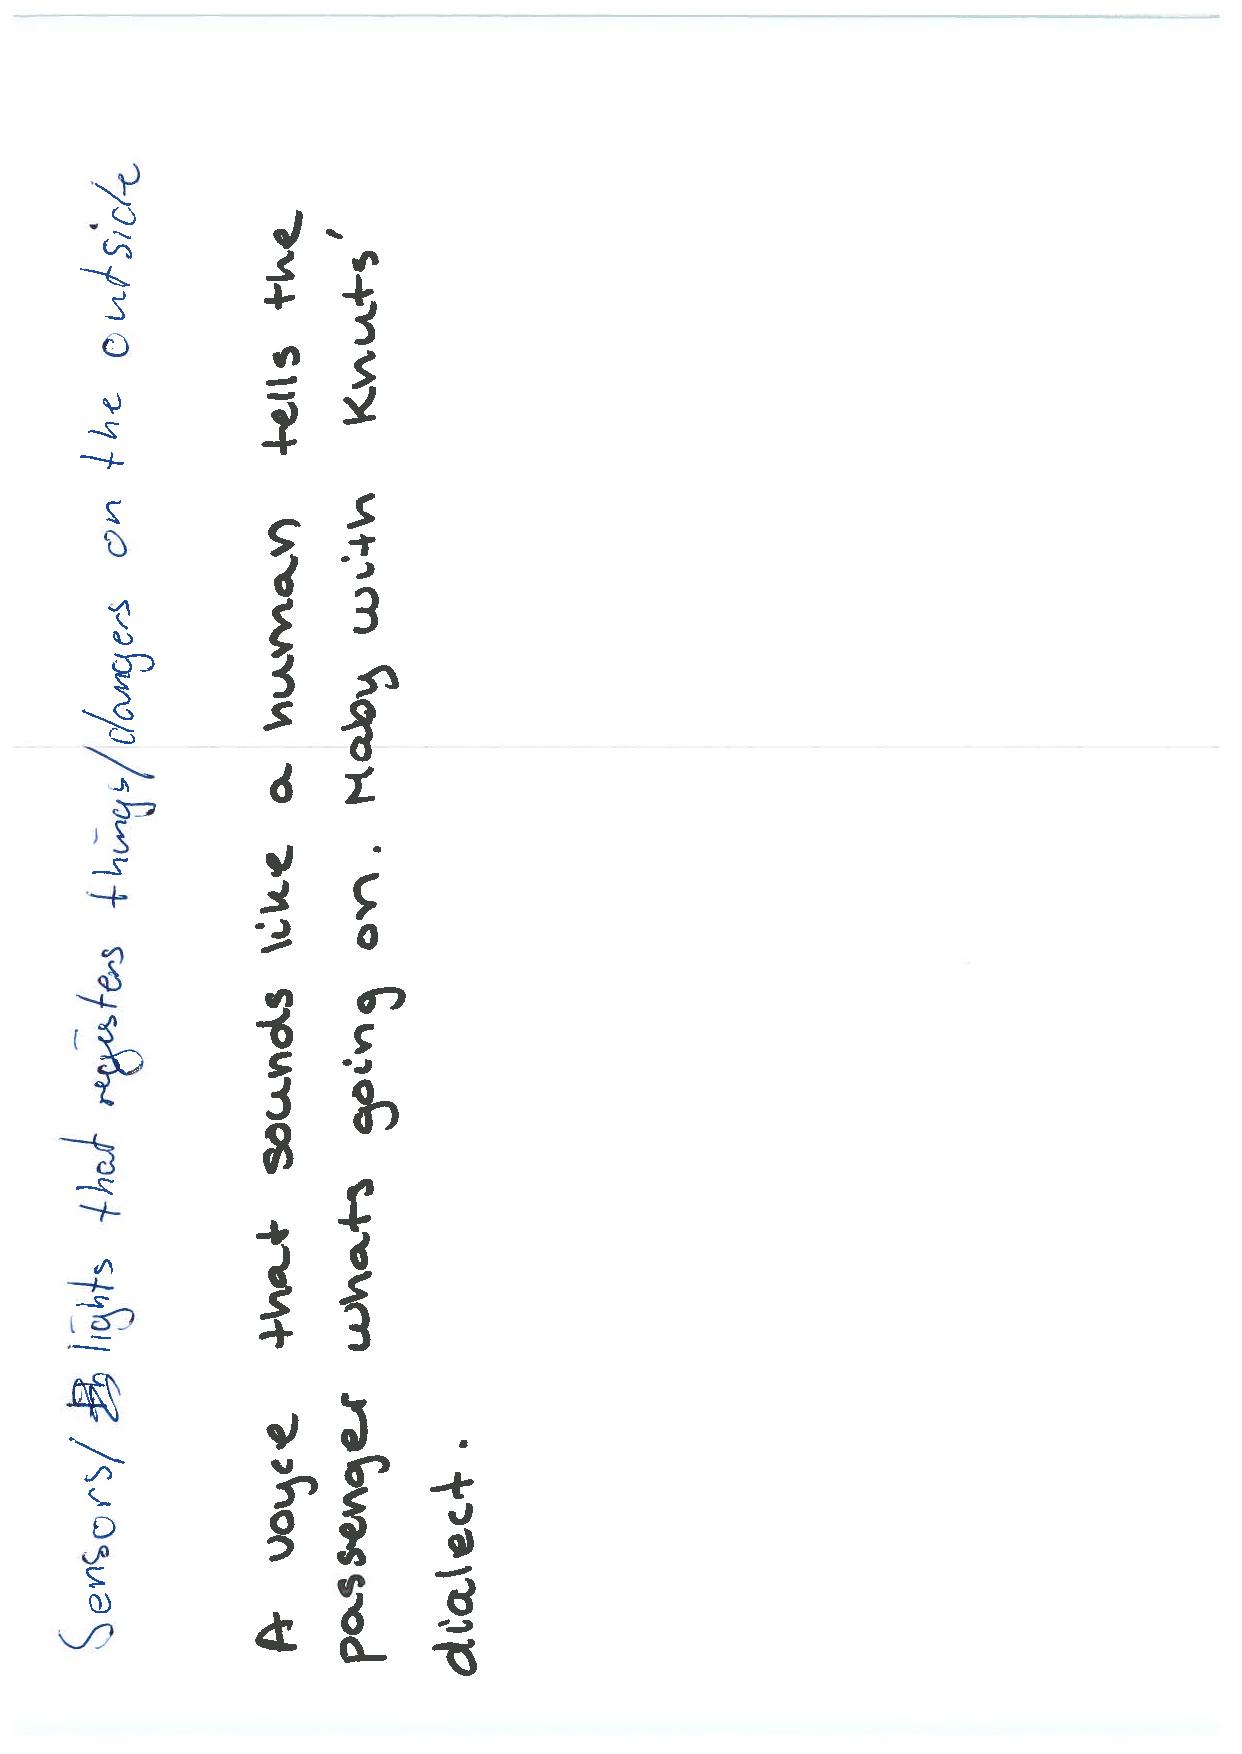 Sensors/ lights that registers things/dangers on the outside
A voyce that sounds like a human tells the
passenger whats going on. Maby with Knuts'
dialect.